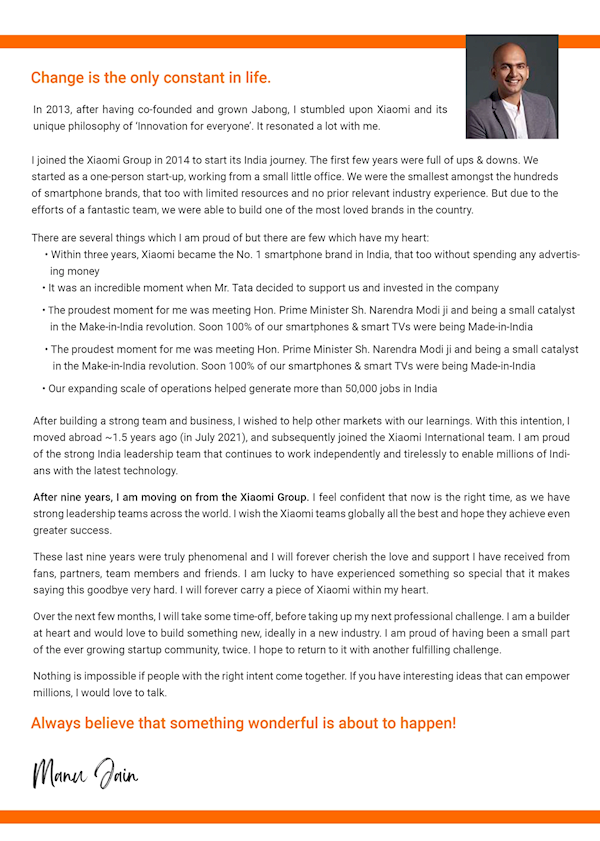 Change is the only constant in life.
In 2013, after having co-founded and grown Jabong, I stumbled upon Xiaomi and its
unique philosophy of ‘Innovation for everyone’. It resonated a lot with me.
I joined the Xiaomi Group in 2014 to start its India journey. The first few years were full of ups & downs. We
started as a one-person start-up, working from a small little office. We were the smallest amongst the hundreds
of smartphone brands, that too with limited resources and no prior relevant industry experience. But due to the
efforts of a fantastic team, we were able to build one of the most loved brands in the country.
There are several things which I am proud of but there are few which have my heart:
• Within three years, Xiaomi became the No. 1 smartphone brand in India, that too without spending any advertis-
ing money
• It was an incredible moment when Mr. Tata decided to support us and invested in the company
• The proudest moment for me was meeting Hon. Prime Minister Sh. Narendra Modi ji and being a small catalyst
in the Make-in-India revolution. Soon 100% of our smartphones & smart TVs were being Made-in-India
• The proudest moment for me was meeting Hon. Prime Minister Sh. Narendra Modi ji and being a small catalyst
in the Make-in-India revolution. Soon 100% of our smartphones & smart TVs were being Made-in-India
• Our expanding scale of operations helped generate more than 50,000 jobs in India
After building a strong team and business, I wished to help other markets with our learnings. With this intention, I
moved abroad ~1.5 years ago (in July 2021), and subsequently joined the Xiaomi International team. I am proud
of the strong India leadership team that continues to work independently and tirelessly to enable millions of Indi-
ans with the latest technology.
After nine years, I am moving on from the Xiaomi Group. I feel confident that now is the right time, as we have
strong leadership teams across the world. I wish the Xiaomi teams globally all the best and hope they achieve even
greater success.
These last nine years were truly phenomenal and I will forever cherish the love and support I have received from
fans, partners, team members and friends. I am lucky to have experienced something so special that it makes
saying this goodbye very hard. I will forever carry a piece of Xiaomi within my heart.
Over the next few months, I will take some time-off, before taking up my next professional challenge. I am a builder
at heart and would love to build something new, ideally in a new industry. I am proud of having been a small part
of the ever growing startup community, twice. I hope to return to it with another fulfilling challenge.
Nothing is impossible if people with the right intent come together. If you have interesting ideas that can empower
millions, I would love to talk.
Always believe that something wonderful is about to happen!
Manu Jain